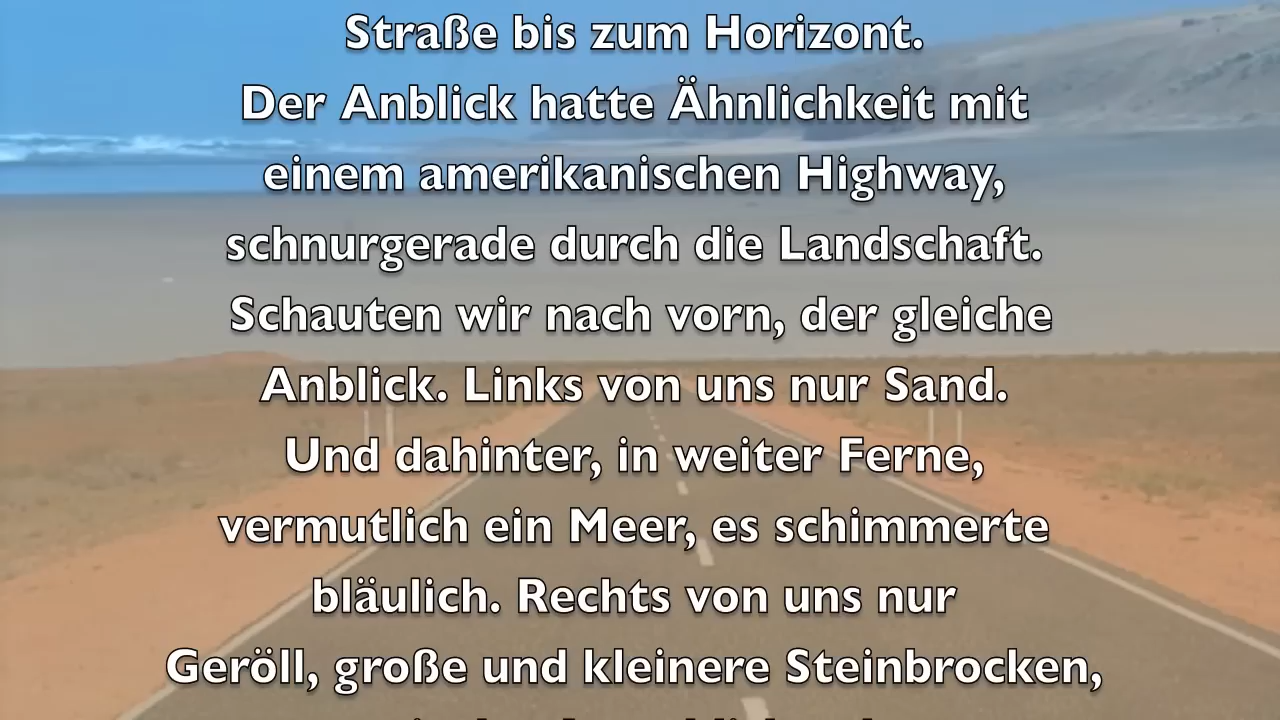 Straße bis zum Horizont.
Der Anblick hatte Ähnlichkeit mit
einem amerikanischen Highway,
schnurgerade durch die Landschaft.
Schauten wir nach vorn, der gleiche
Anblick. Links von uns nur Sand.
Und dahinter, in weiter Ferne,
vermutlich ein Meer, es schimmerte
bläulich. Rechts von uns nur
Geröll, große und kleinere Steinbrocken,